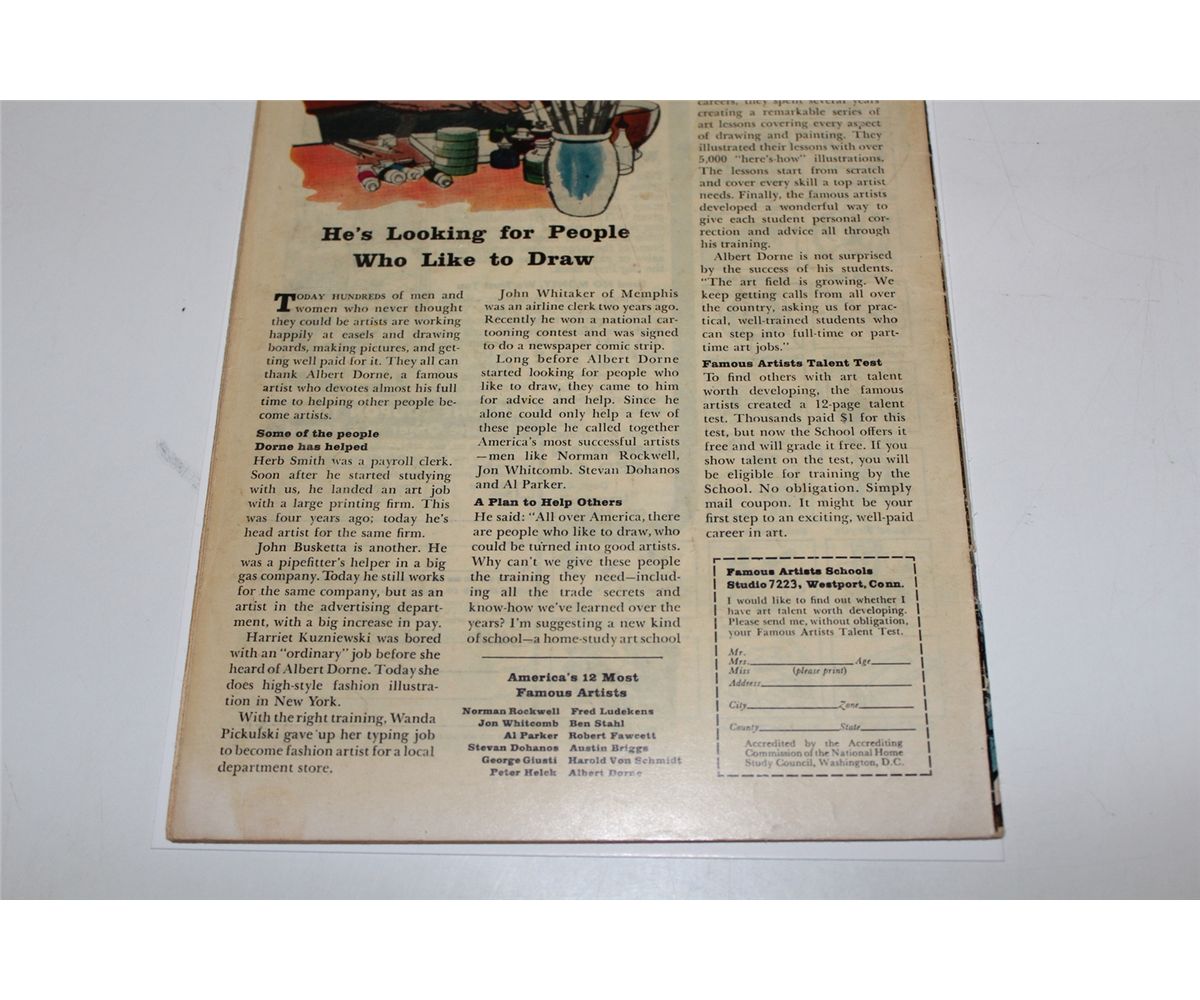 He's Looking for People
Who Like to Draw
TODAY HUNDREDS of men and
women who never thought
they could be artists are working
happily at easels and drawing
boards, making pictures, and get-
ting well paid for it. They all can
thank Albert Dorne, a famous
artist who devotes almost his full
time to helping other people be-
come artists.
Some of the people
Dorne has helped
Herb Smith was a payroll clerk.
Soon after he started studying
with us, he landed an art job
with a large printing firm. This
was four years ago; today he's
head artist for the same firm.
John Busketta is another. He
was a pipefitter's helper in a big
gas company. Today he still works
for the same company, but as an
artist in the advertising depart-
ment, with a big increase in pay.
Harriet Kuzniewski was bored
with an "ordinary" job before she
heard of Albert Dorne. Today she
does high-style fashion illustra-
tion in New York.
With the right training, Wanda
Pickulski gave up her typing job
to become fashion artist for a local
department store.
John Whitaker of Memphis
was an airline clerk two years ago.
Recently he won a national car-
tooning contest and was signed
to do a newspaper comic strip.
Long before Albert Dorne
started looking for people who
like to draw, they came to him
for advice and help. Since he
alone could only help a few of
these people he called together
America's most successful artists
—men like Norman Rockwell,
Jon Whitcomb. Stevan Dohanos
and Al Parker.
A Plan to Help Others
He said: "All over America, there
are people who like to draw, who
could be turned into good artists.
Why can't we give these people
the training they need—includ-
ing all the trade secrets and
know-how we've learned over the
years? I'm suggesting a new kind
of school—a home-study art school
America's 12 Most
Famous Artists
Norman Rockwell
Jon Whitcomb
Al Parker
Stevan Dohanos
George Giusti
Peter Helck
Fred Ludekens
Ben Stahl
Robert Fawcett
Austin Briggs
Harold Von Schmidt
Albert Dorne
careers, they spent several years
creating a remarkable series of
art lessons covering every aspect
of drawing and painting. They
illustrated their lessons with over
5,000 "here's-how" illustrations.
The lessons start from scratch
and cover every skill a top artist
needs. Finally, the famous artists
developed a wonderful way to
give each student personal cor-
rection and advice all through
his training.
Albert Dorne is not surprised
by the success of his students.
"The art field is growing. We
keep getting calls from all over
the country, asking us for prac-
tical, well-trained students who
can step into full-time or part-
time art jobs."
Famous Artists Talent Test
To find others with art talent
worth developing, the famous
artists created a 12-page talent
test. Thousands paid $1 for this
test, but now the School offers it
free and will grade it free. If you
show talent on the test, you will
be eligible for training by the
School. No obligation. Simply
mail coupon. It might be your
first step to an exciting, well-paid
career in art.
Famous Artists Schools
Studio 7223, Westport, Conn.
I would like to find out whether I
have art talent worth developing.
Please send me, without obligation,
your Famous Artists Talent Test.
Mr.
Mrs. Age
Miss (please print)
Address
City Zone
County State
Accredited by the Accrediting
Commission of the National Home
Study Council, Washington, D.C.